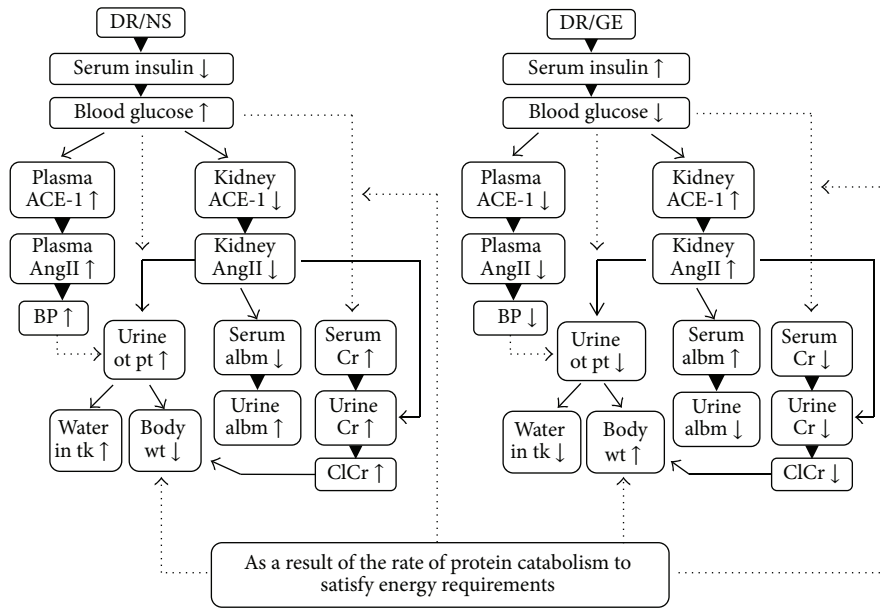 DR/NS
Serum insulin ↓
Blood glucose ↑
Plasma
ACE-1 ↑
Kidney
ACE-1 ↓
Plasma
AngII ↑
Kidney
AngII ↓
BP ↑
Urine
ot pt ↑
Serum
albm ↓
Serum
Cr ↑
Water
in tk ↑
Body
wt ↓
Urine
albm ↑
Urine
Cr ↑
ClCr ↑
DR/GE
Serum insulin ↑
Blood glucose ↓
Plasma
ACE-1 ↓
Kidney
ACE-1 ↑
Plasma
AngII ↓
Kidney
AngII ↑
BP ↓
Urine
ot pt ↓
Serum
albm ↑
Serum
Cr ↓
Water
in tk ↓
Body
wt ↑
Urine
albm ↓
Urine
Cr ↓
ClCr ↓
As a result of the rate of protein catabolism to
satisfy energy requirements